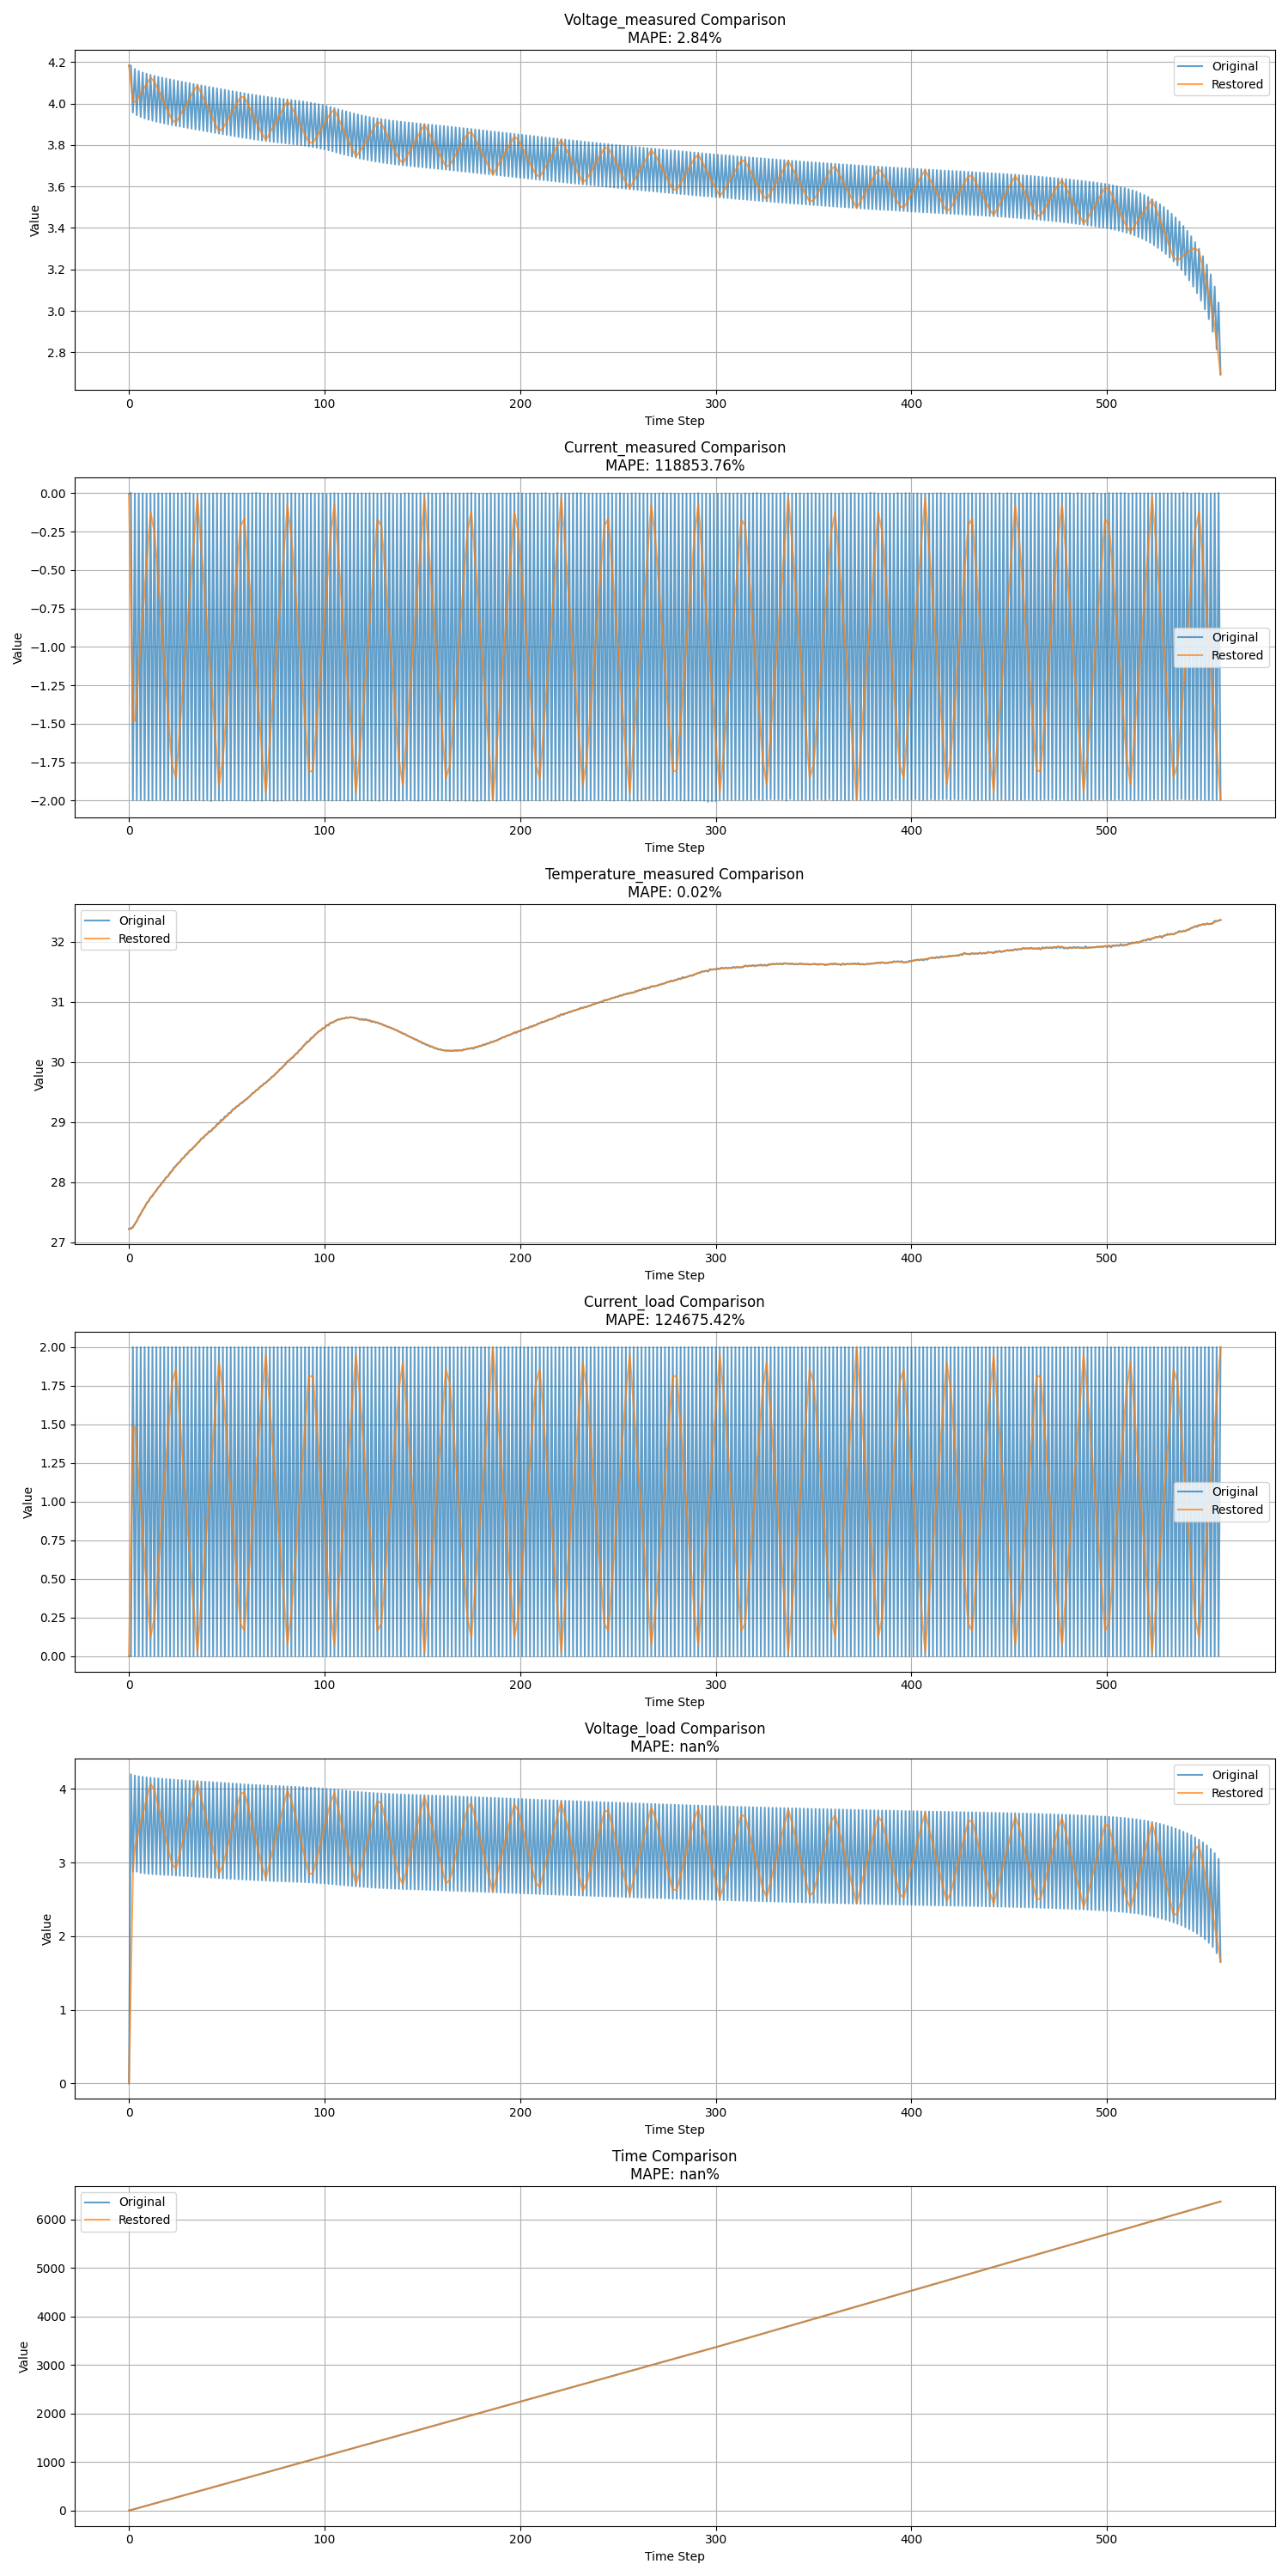 Voltage_measured Comparison
MAPE: 2.84%
4.2
4.0
3.8
3.6
3.4
3.2
3.0
2.8
Value
Original
Restored
0
100
200
300
400
500
Time Step
Current_measured Comparison
MAPE: 118853.76%
0.00
−0.25
−0.50
−0.75
−1.00
−1.25
−1.50
−1.75
−2.00
Value
Original
Restored
0
100
200
300
400
500
Time Step
Temperature_measured Comparison
MAPE: 0.02%
Original
Restored
32
31
30
29
28
27
Value
0
100
200
300
400
500
Time Step
Current_load Comparison
MAPE: 124675.42%
2.00
1.75
1.50
1.25
1.00
0.75
0.50
0.25
0.00
Value
Original
Restored
0
100
200
300
400
500
Time Step
Voltage_load Comparison
MAPE: nan%
Original
Restored
4
3
2
1
0
Value
0
100
200
300
400
500
Time Step
Time Comparison
MAPE: nan%
Original
Restored
6000
5000
4000
3000
2000
1000
0
Value
0
100
200
300
400
500
Time Step